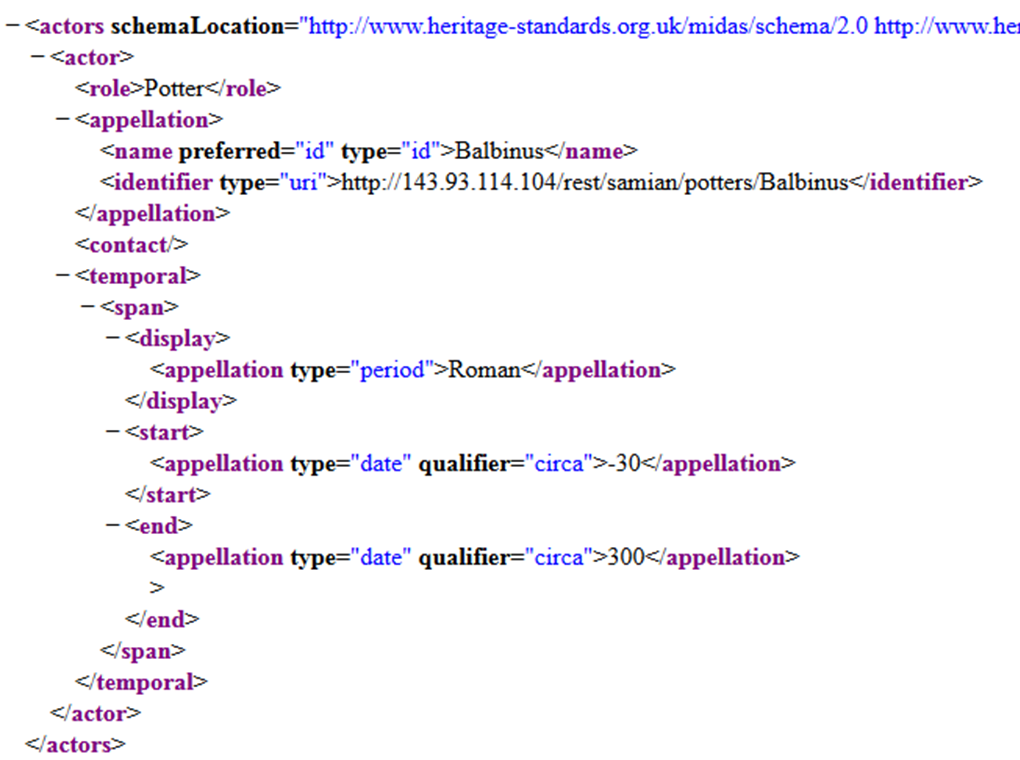 − <actors schemaLocation="http://www.heritage-standards.org.uk/midas/schema/2.0 http://www.he
− <actor>
<role>Potter</role>
− <appellation>
<name preferred="id" type="id">Balbinus</name>
<identifier type="uri">http://143.93.114.104/rest/samian/potters/Balbinus</identifier>
</appellation>
<contact/>
− <temporal>
− <span>
− <display>
<appellation type="period">Roman</appellation>
</display>
− <start>
<appellation type="date" qualifier="circa">-30</appellation>
</start>
− <end>
<appellation type="date" qualifier="circa">300</appellation>
>
</end>
</span>
</temporal>
</actor>
</actors>